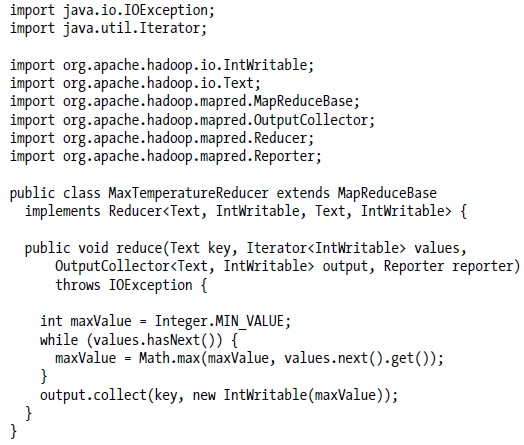 import java.io.IOException;
import java.util.Iterator;

import org.apache.hadoop.io.IntWritable;
import org.apache.hadoop.io.Text;
import org.apache.hadoop.mapred.MapReduceBase;
import org.apache.hadoop.mapred.OutputCollector;
import org.apache.hadoop.mapred.Reducer;
import org.apache.hadoop.mapred.Reporter;

public class MaxTemperatureReducer extends MapReduceBase
  implements Reducer<Text, IntWritable, Text, IntWritable> {

  public void reduce(Text key, Iterator<IntWritable> values,
      OutputCollector<Text, IntWritable> output, Reporter reporter)
      throws IOException {

    int maxValue = Integer.MIN_VALUE;
    while (values.hasNext()) {
      maxValue = Math.max(maxValue, values.next().get());
    }
    output.collect(key, new IntWritable(maxValue));
  }
}